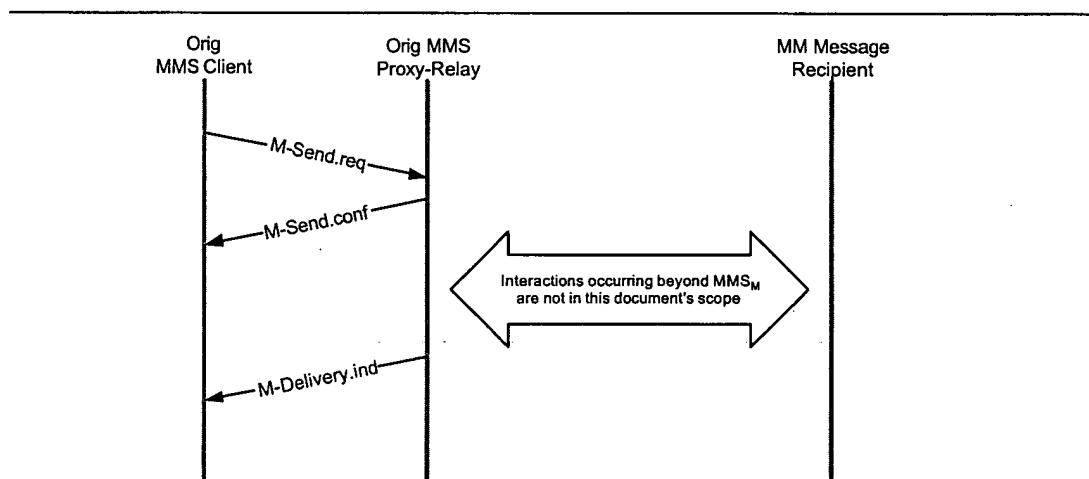 Orig
MMS Client
Orig MMS
Proxy-Relay
MM Message
Recipient
M-Send.req
M-Send.conf
Interactions occurring beyond MMSM
are not in this document's scope
M-Delivery.ind